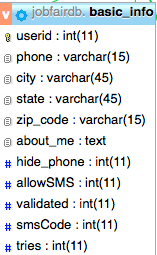 v jobfairdb. basic_info
userid : int(11)
phone : varchar(15)
city : varchar(45)
state : varchar(45)
zip_code : varchar(15)
about_me : text
# hide_phone : int(11)
# allowSMS : int(11)
# validated : int(11)
# smsCode : int(11)
# tries : int(11)